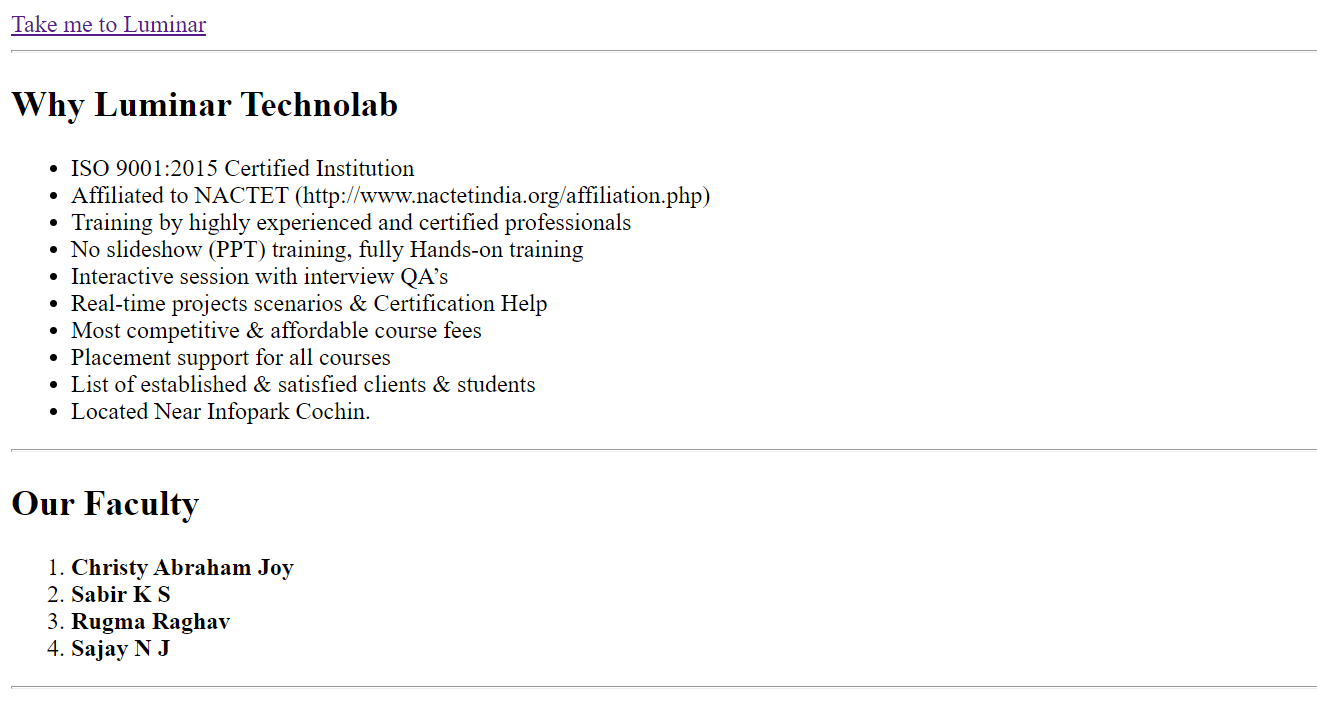 Take me to Luminar
Why Luminar Technolab
• ISO 9001:2015 Certified Institution
• Affiliated to NACTET (http://www.nactetindia.org/affiliation.php)
• Training by highly experienced and certified professionals
• No slideshow (PPT) training, fully Hands-on training
• Interactive session with interview QA’s
• Real-time projects scenarios & Certification Help
• Most competitive & affordable course fees
• Placement support for all courses
• List of established & satisfied clients & students
• Located Near Infopark Cochin.
Our Faculty
1. Christy Abraham Joy
2. Sabir K S
3. Rugma Raghav
4. Sajay N J